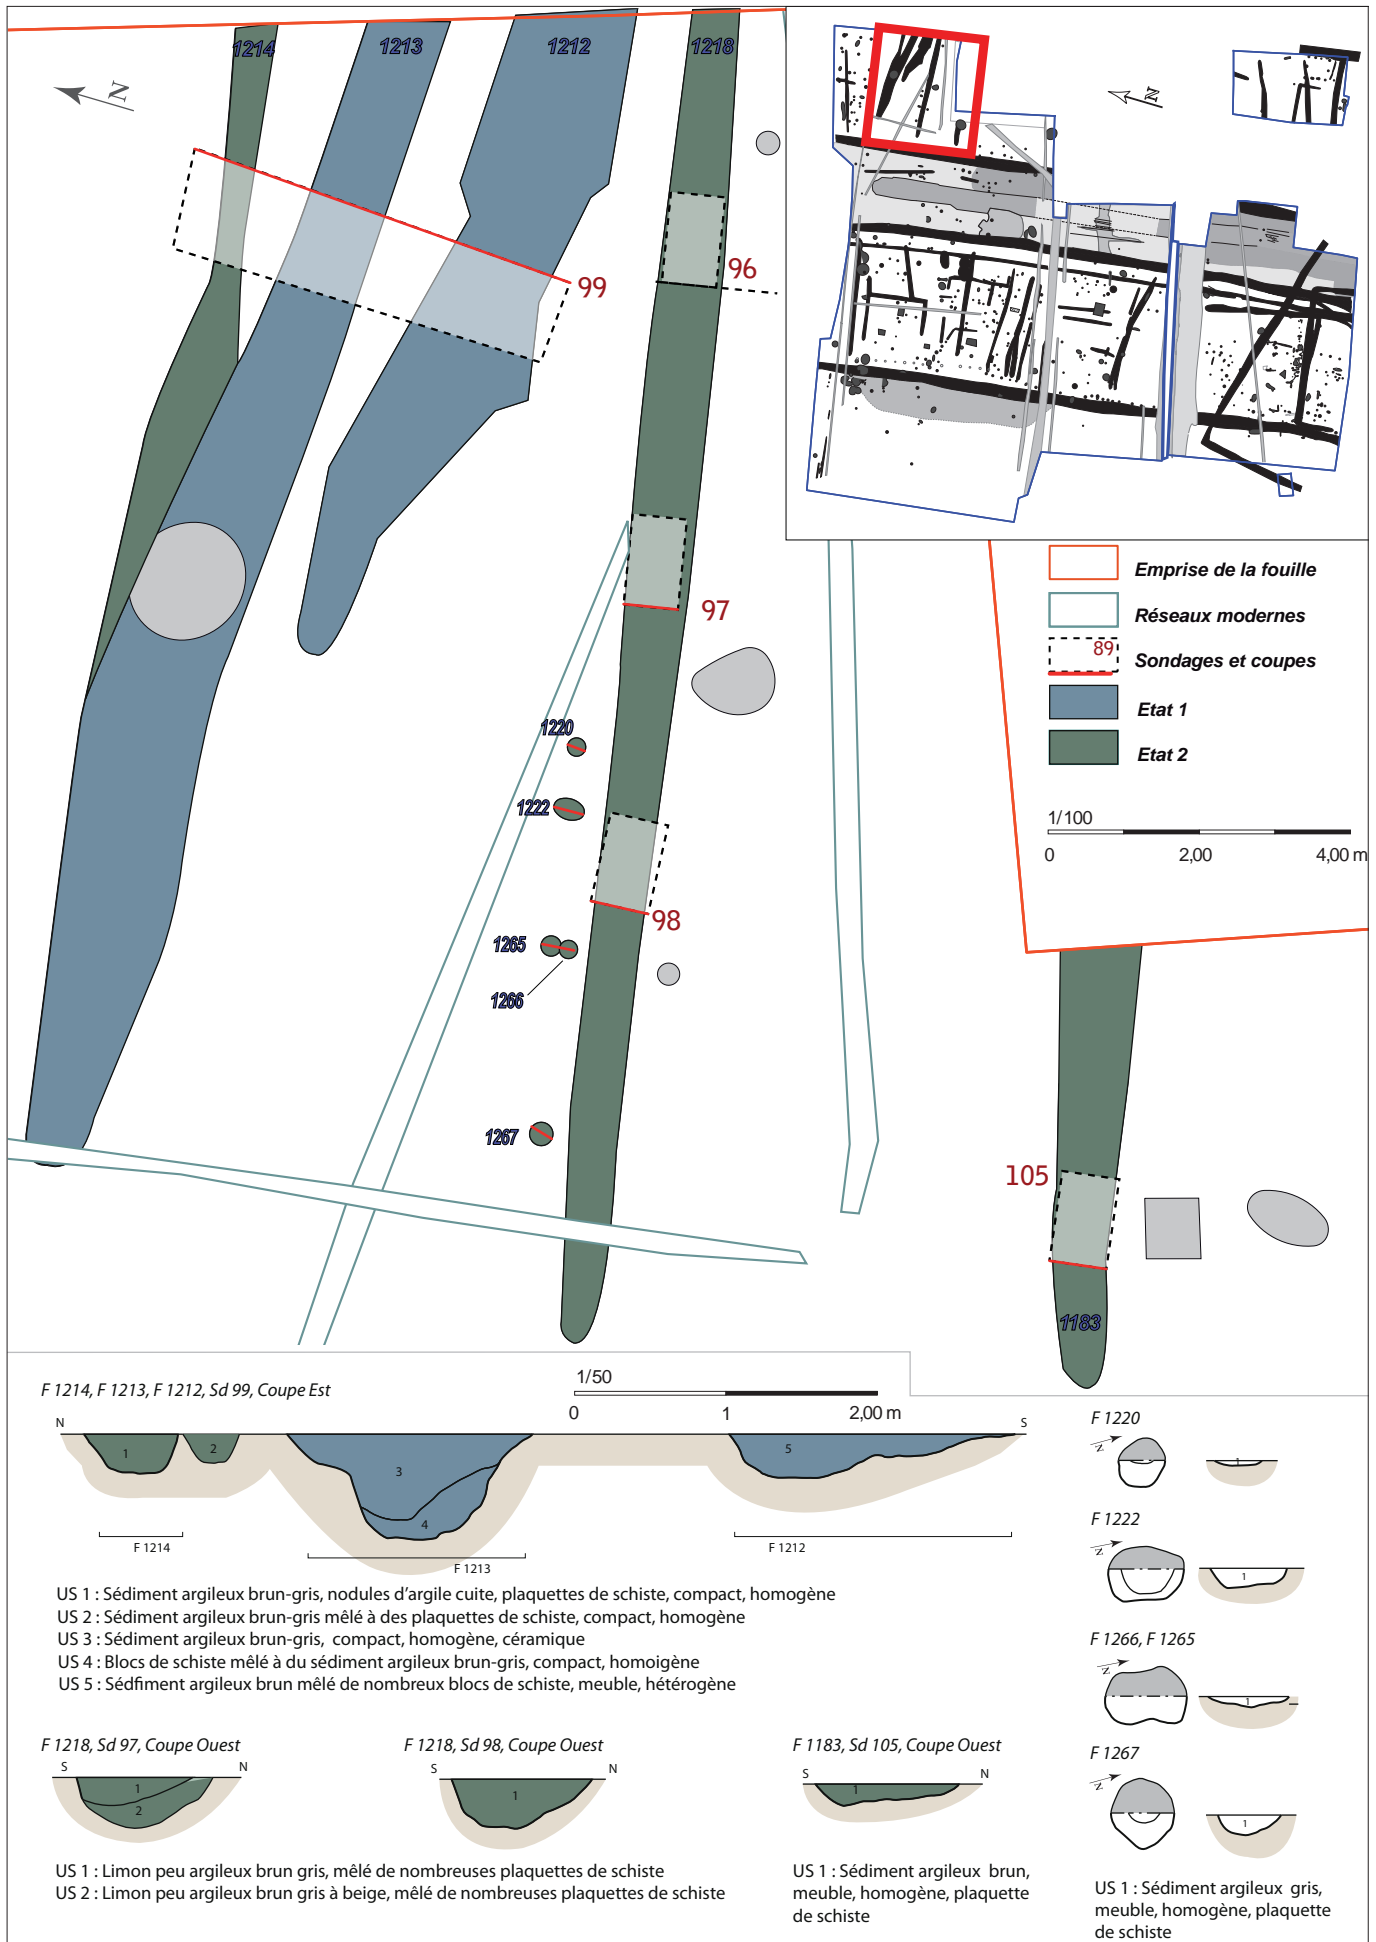 1214
1213
1212
1218
N
N
99
96
97
98
105
1220
1222
1265
1266
1267
1183
Emprise de la fouille
Réseaux modernes
89
Sondages et coupes
Etat 1
Etat 2
1/100
0 2,00 4,00 m
F 1214, F 1213, F 1212, Sd 99, Coupe Est
1/50
0 1 2,00 m
N S
1 2 3 4 5
F 1214
F 1213
F 1212
US 1 : Sédiment argileux brun-gris, nodules d'argile cuite, plaquettes de schiste, compact, homogène
US 2 : Sédiment argileux brun-gris mêlé à des plaquettes de schiste, compact, homogène
US 3 : Sédiment argileux brun-gris, compact, homogène, céramique
US 4 : Blocs de schiste mêlé à du sédiment argileux brun-gris, compact, homoigène
US 5 : Sédfiment argileux brun mêlé de nombreux blocs de schiste, meuble, hétérogène
F 1218, Sd 97, Coupe Ouest
S N
1
2
F 1218, Sd 98, Coupe Ouest
S N
1
US 1 : Limon peu argileux brun gris, mêlé de nombreuses plaquettes de schiste
US 2 : Limon peu argileux brun gris à beige, mêlé de nombreuses plaquettes de schiste
F 1183, Sd 105, Coupe Ouest
S N
1
US 1 : Sédiment argileux brun,
meuble, homogène, plaquette
de schiste
F 1220
N
1
F 1222
N
1
F 1266, F 1265
N
1
F 1267
N
1
US 1 : Sédiment argileux gris,
meuble, homogène, plaquette
de schiste